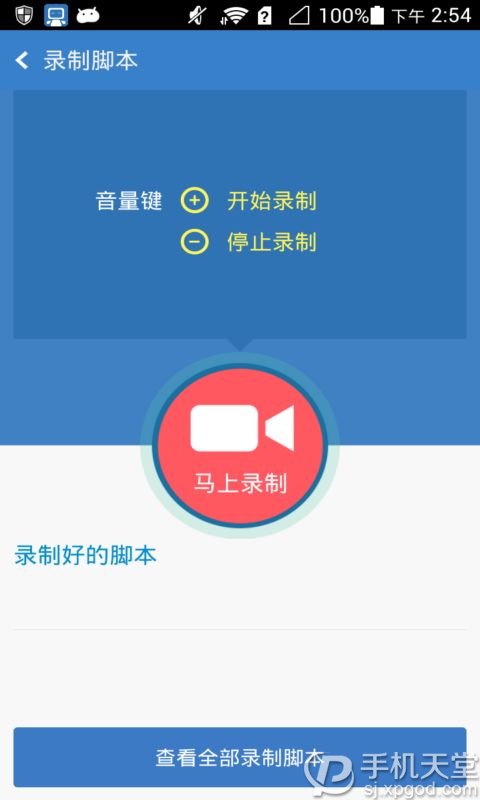 100% 下午 2:54
录制脚本
音量键 + 开始录制
− 停止录制
马上录制
录制好的脚本
查看全部录制脚本
手机天堂
sj.xpgod.com